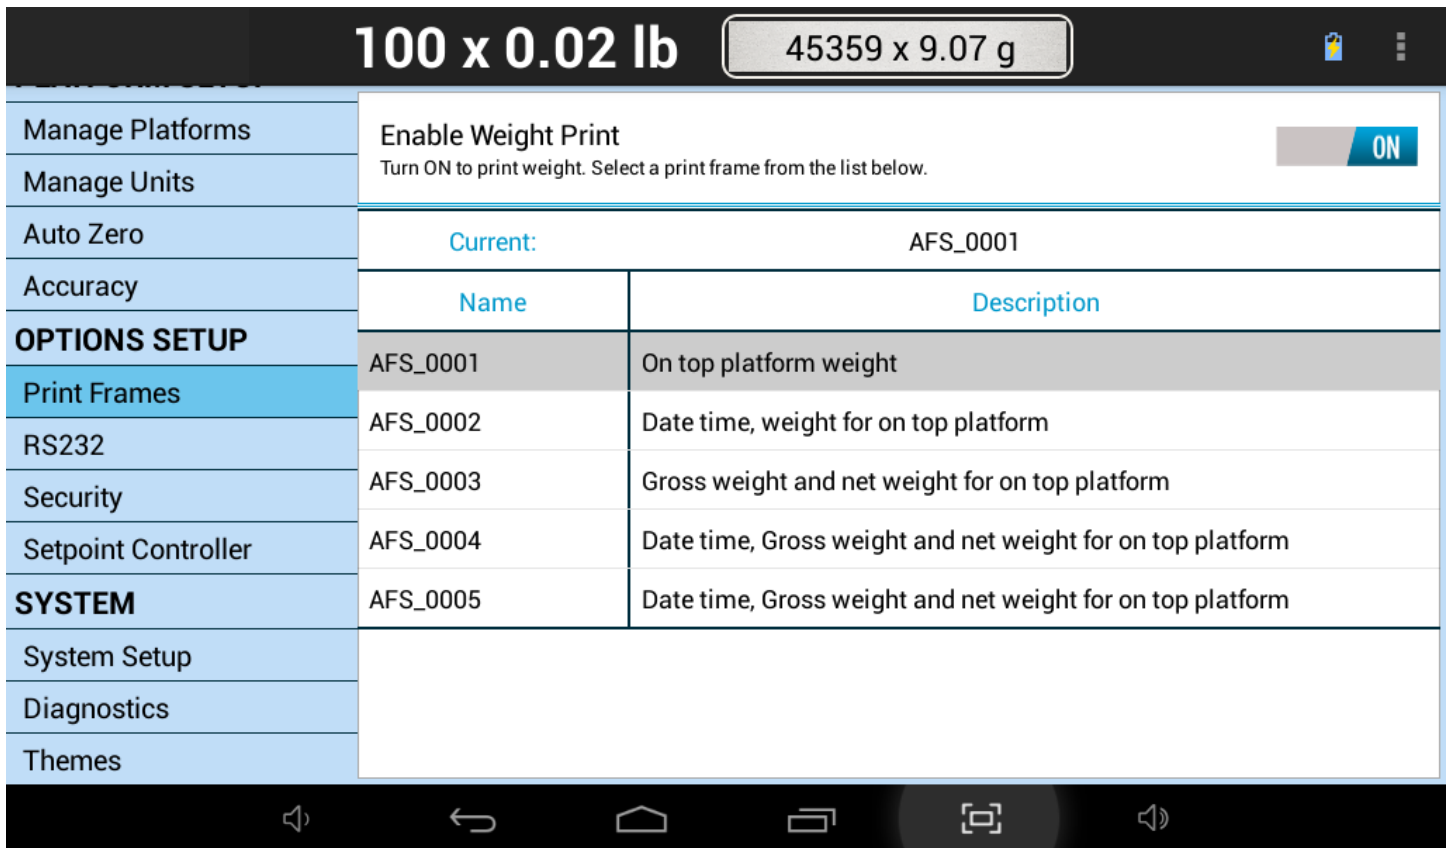 100 x 0.02 lb
45359 x 9.07 g
Manage Platforms
Manage Units
Auto Zero
Accuracy
OPTIONS SETUP
Print Frames
RS232
Security
Setpoint Controller
SYSTEM
System Setup
Diagnostics
Themes
Enable Weight Print
ON
Turn ON to print weight. Select a print frame from the list below.
Current: AFS_0001
Name Description
AFS_0001 On top platform weight
AFS_0002 Date time, weight for on top platform
AFS_0003 Gross weight and net weight for on top platform
AFS_0004 Date time, Gross weight and net weight for on top platform
AFS_0005 Date time, Gross weight and net weight for on top platform